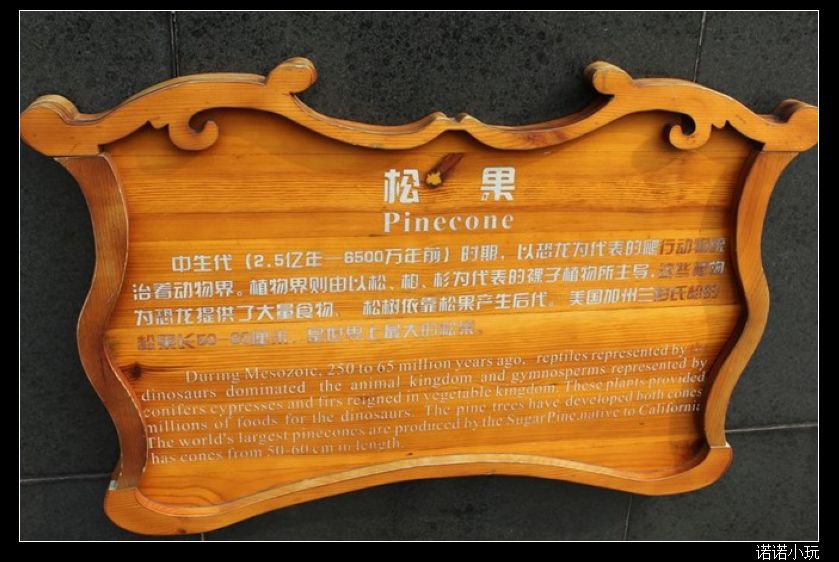 松 果
Pinecone
中生代（2.5亿年—6500万年前）时期，以恐龙为代表的爬行动物统
治着动物界。植物界则由以松、柏、杉为代表的裸子植物所主导，这些植物
为恐龙提供了大量食物， 松树依靠松果产生后代。美国加州兰彭氏松的
松果长50-60厘米，是世界上最大的松果。
During Mesozoic, 250 to 65 million years ago, reptiles represented by
dinosaurs dominated the animal kingdom and gymnosperms represented by
conifers cypresses and firs reigned in vegetable kingdom. These plants provided
millions of foods for the dinosaurs. The pine trees have developed both cones
The world's largest pinecones are produced by the Sugar Pine,native to California
has cones from 50-60 cm in length.
诺诺小玩